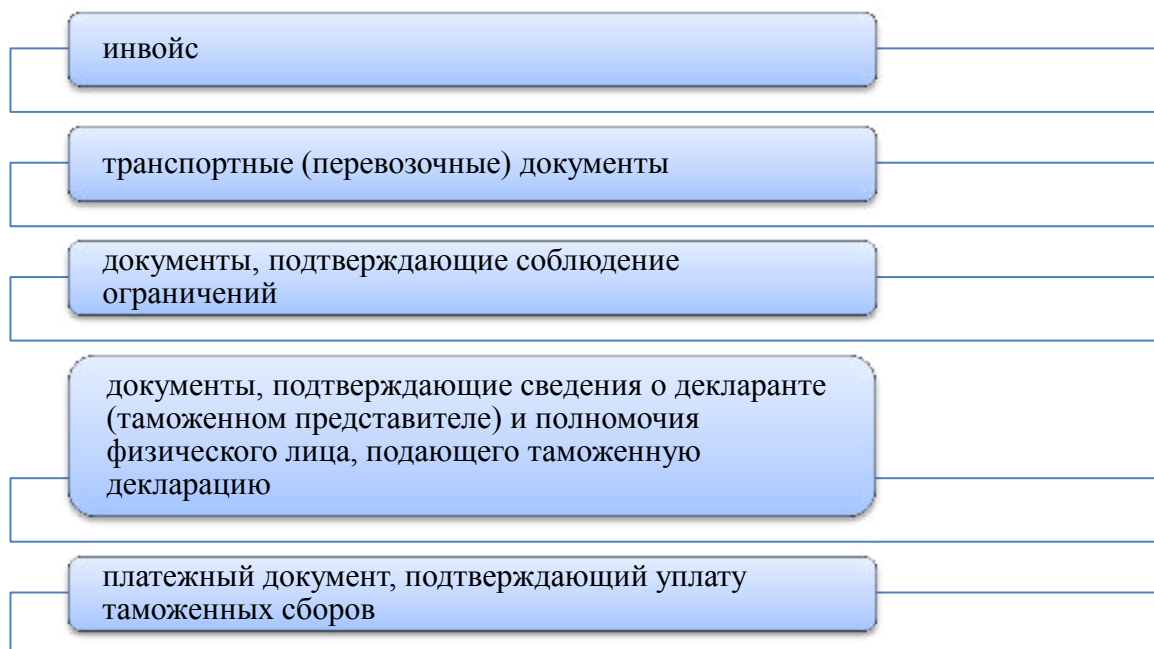 инвойс
транспортные (перевозочные) документы
документы, подтверждающие соблюдение
ограничений
документы, подтверждающие сведения о декларанте
(таможенном представителе) и полномочия
физического лица, подающего таможенную
декларацию
платежный документ, подтверждающий уплату
таможенных сборов